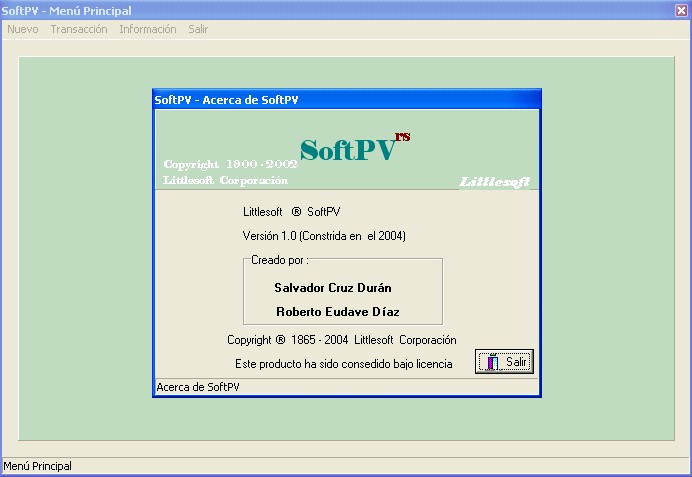 SoftPV - Menú Principal
Nuevo Transacción Información Salir
SoftPV - Acerca de SoftPV
SoftPV rs
Copyright 1900 - 2002
Littlesoft Corporación
Littlesoft
Littlesoft ® SoftPV
Versión 1.0 (Constrida en el 2004)
Creado por :
Salvador Cruz Durán
Roberto Eudave Díaz
Copyright ® 1865 - 2004 Littlesoft Corporación
Este producto ha sido consedido bajo licencia
Salir
Acerca de SoftPV
Menú Principal